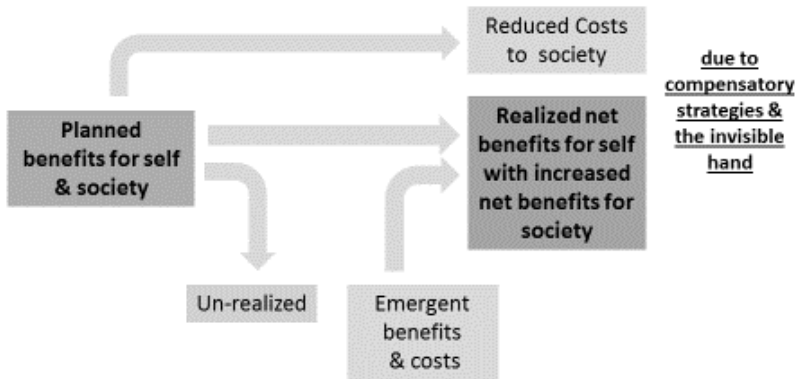 Reduced Costs
to society
due to
compensatory
strategies &
the invisible
hand
Planned
benefits for self
& society
Realized net
benefits for self
with increased
net benefits for
society
Un-realized
Emergent
benefits
& costs